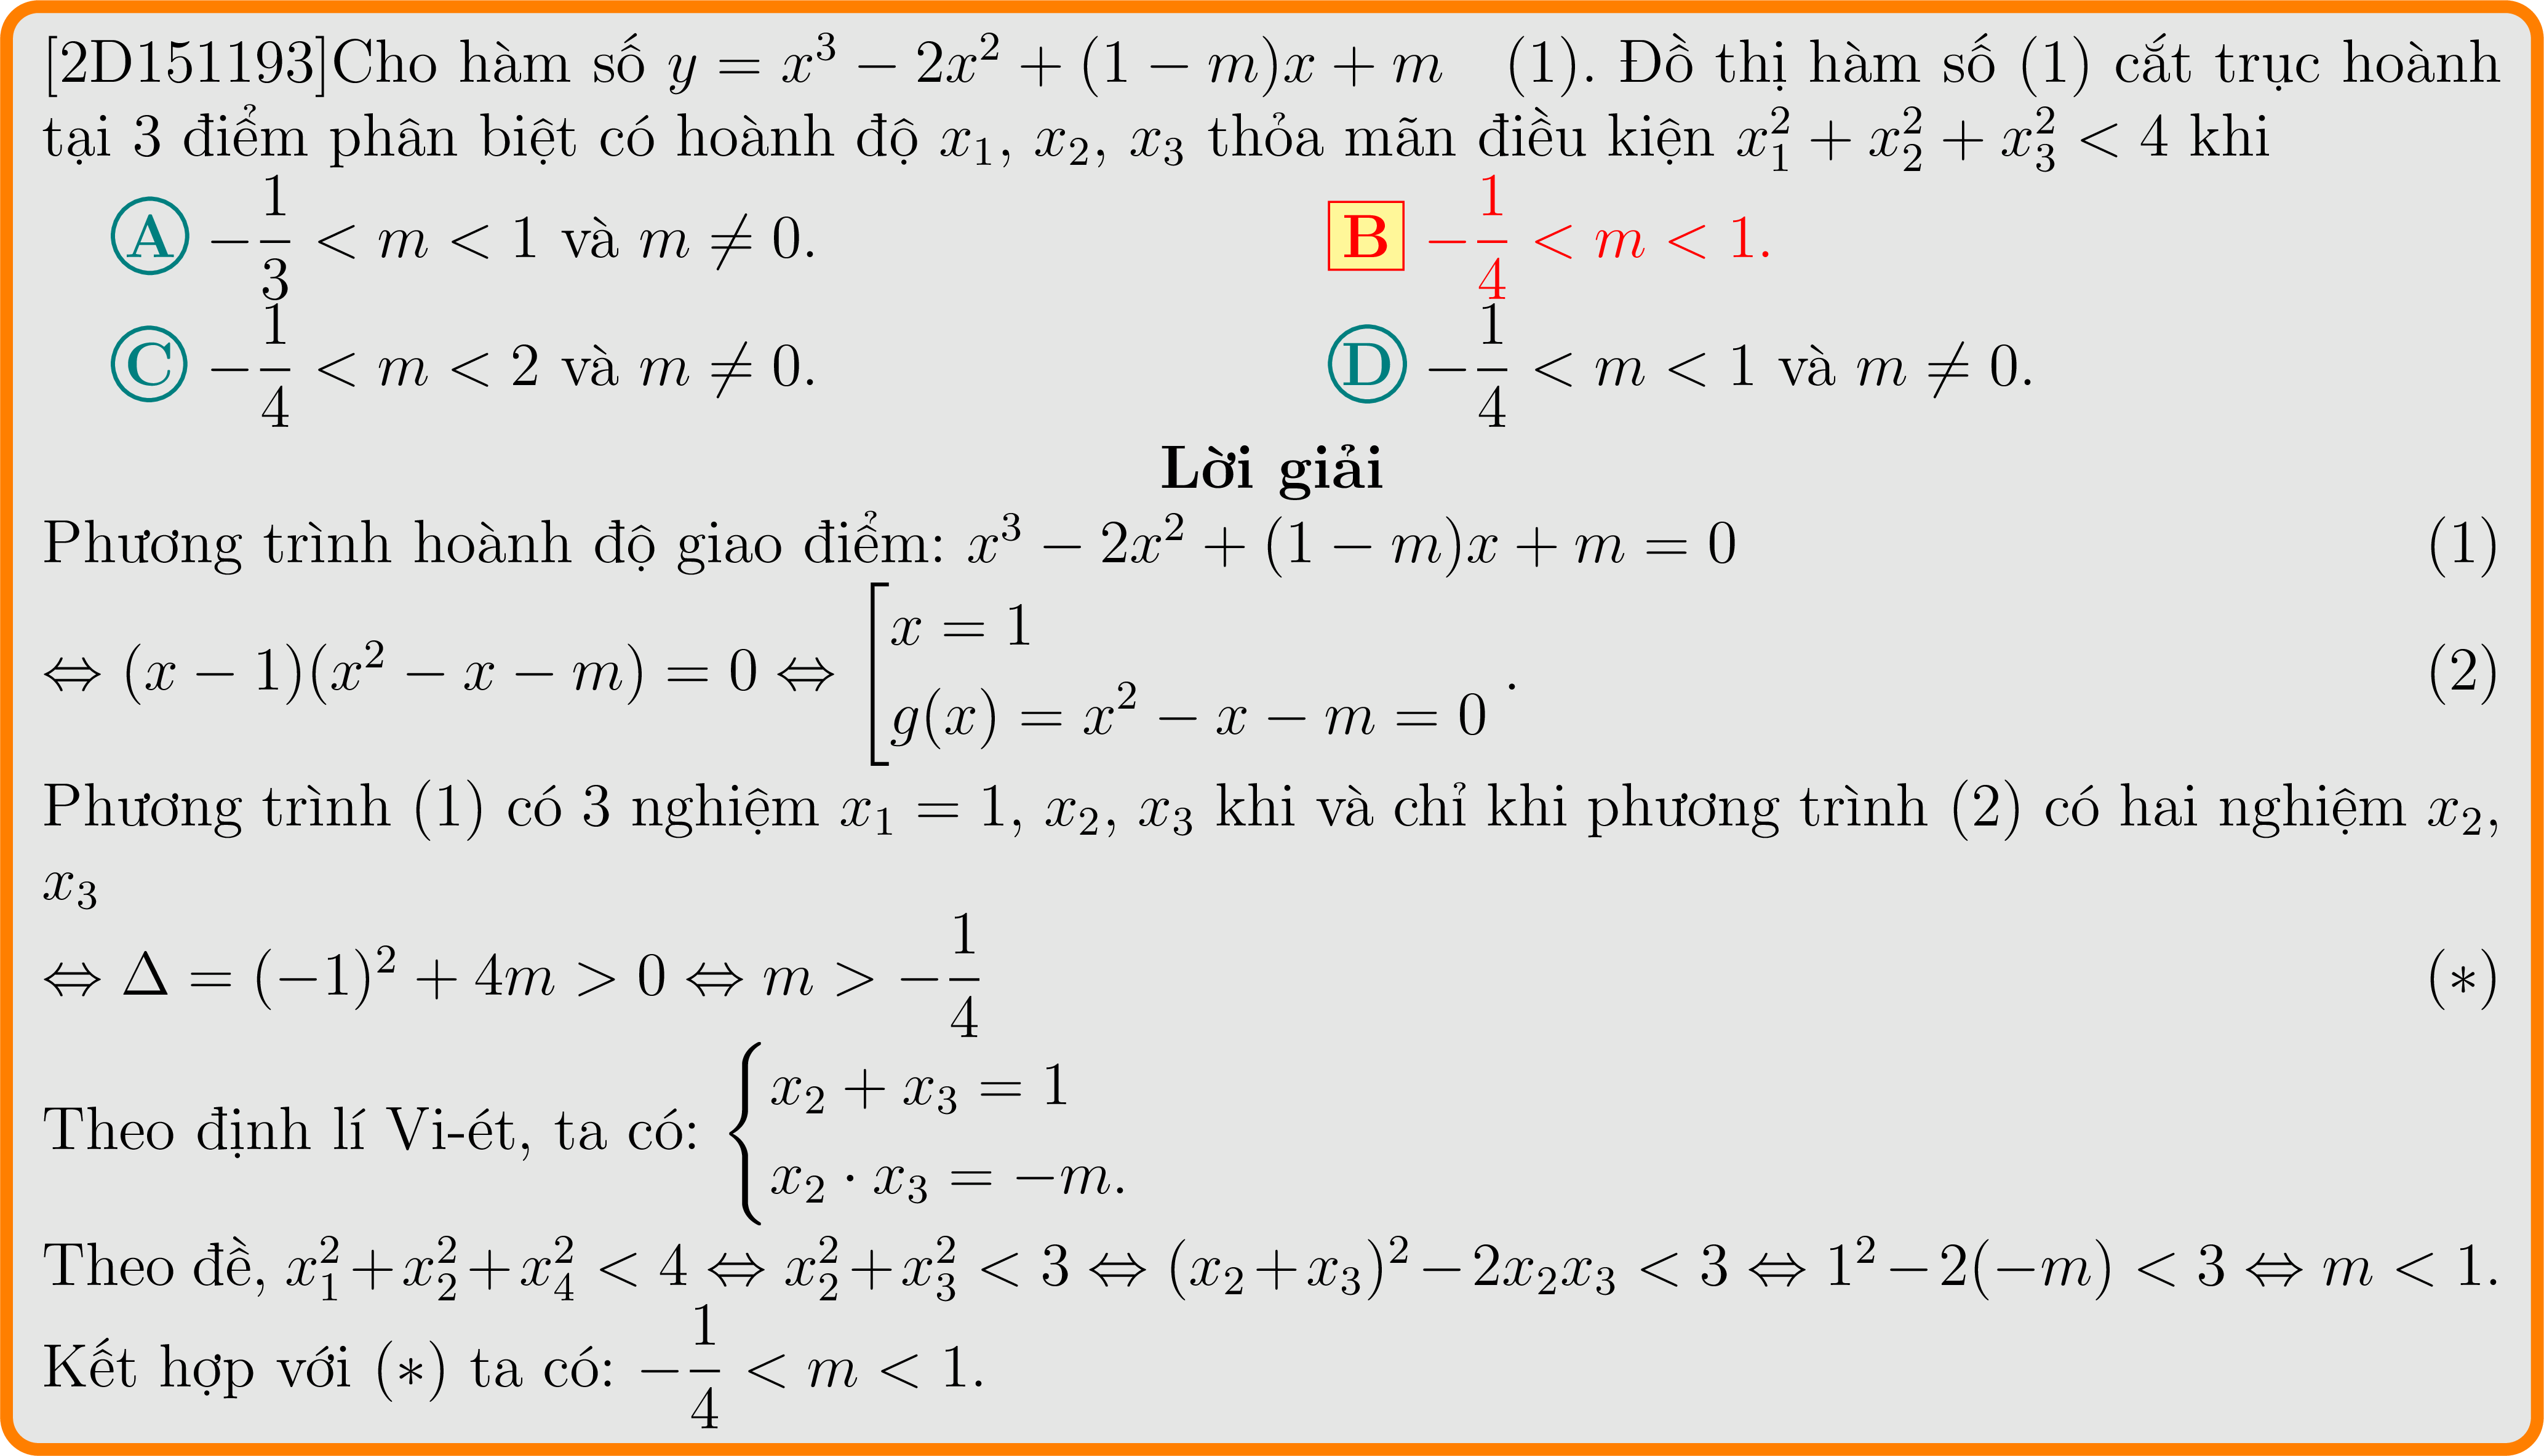 [2D151193]Cho hàm số $y = x^3 - 2x^2 + (1 - m)x + m \quad (1)$. Đồ thị hàm số (1) cắt trục hoành
tại 3 điểm phân biệt có hoành độ $x_1$, $x_2$, $x_3$ thỏa mãn điều kiện $x_1^2 + x_2^2 + x_3^2 < 4$ khi
A $-\frac{1}{3} < m < 1$ và $m \neq 0$. B $-\frac{1}{4} < m < 1$.
C $-\frac{1}{4} < m < 2$ và $m \neq 0$. D $-\frac{1}{4} < m < 1$ và $m \neq 0$.
Lời giải
Phương trình hoành độ giao điểm: $x^3 - 2x^2 + (1 - m)x + m = 0$ (1)
$\Leftrightarrow (x - 1)(x^2 - x - m) = 0 \Leftrightarrow \left[\begin{array}{l} x = 1 \\ g(x) = x^2 - x - m = 0 \end{array}\right.$. (2)
Phương trình (1) có 3 nghiệm $x_1 = 1$, $x_2$, $x_3$ khi và chỉ khi phương trình (2) có hai nghiệm $x_2$,
$x_3$
$\Leftrightarrow \Delta = (-1)^2 + 4m > 0 \Leftrightarrow m > -\frac{1}{4}$ (∗)
Theo định lí Vi-ét, ta có: $\left\{\begin{array}{l} x_2 + x_3 = 1 \\ x_2 \cdot x_3 = -m. \end{array}\right.$
Theo đề, $x_1^2 + x_2^2 + x_4^2 < 4 \Leftrightarrow x_2^2 + x_3^2 < 3 \Leftrightarrow (x_2 + x_3)^2 - 2x_2x_3 < 3 \Leftrightarrow 1^2 - 2(-m) < 3 \Leftrightarrow m < 1$.
Kết hợp với (∗) ta có: $-\frac{1}{4} < m < 1$.